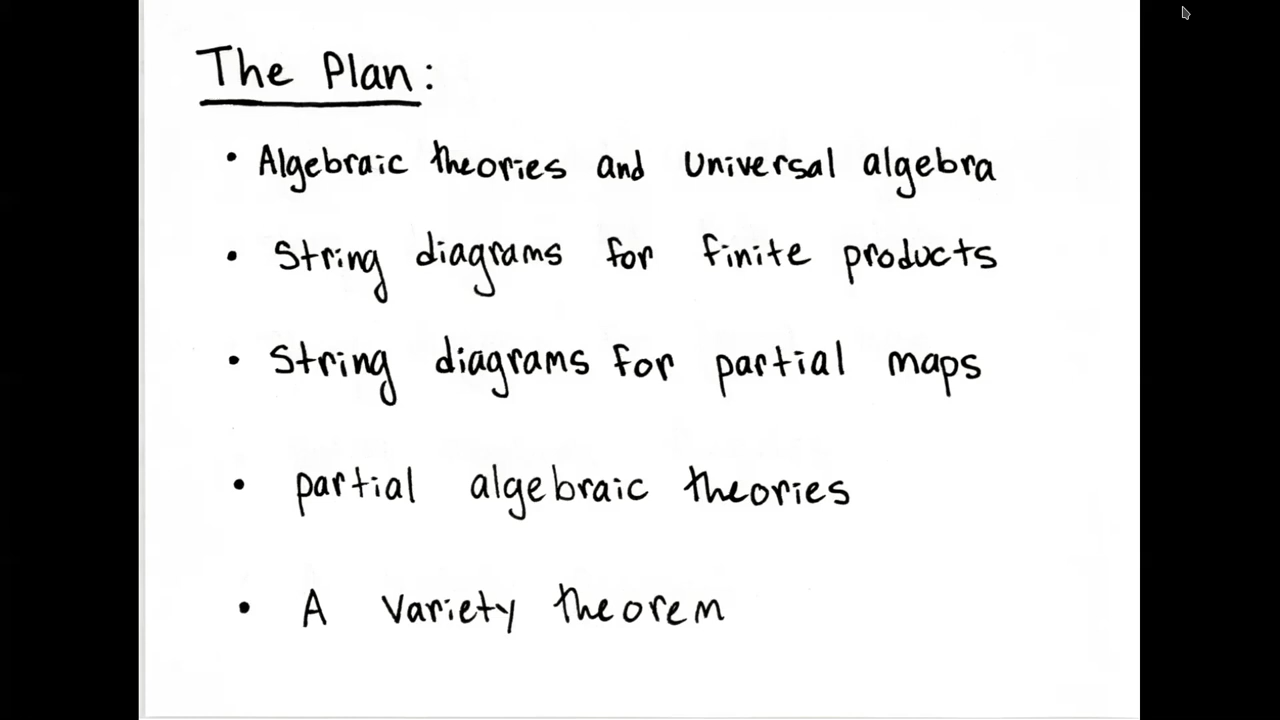 The Plan:
• Algebraic theories and universal algebra
• String diagrams for finite products
• String diagrams for partial maps
• partial algebraic theories
• A variety theorem